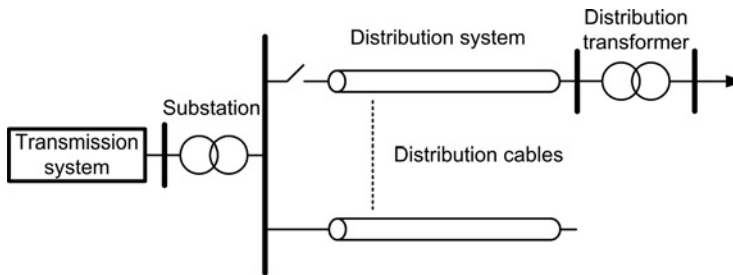 Distribution system
Distribution
transformer
Substation
Transmission
system
Distribution cables